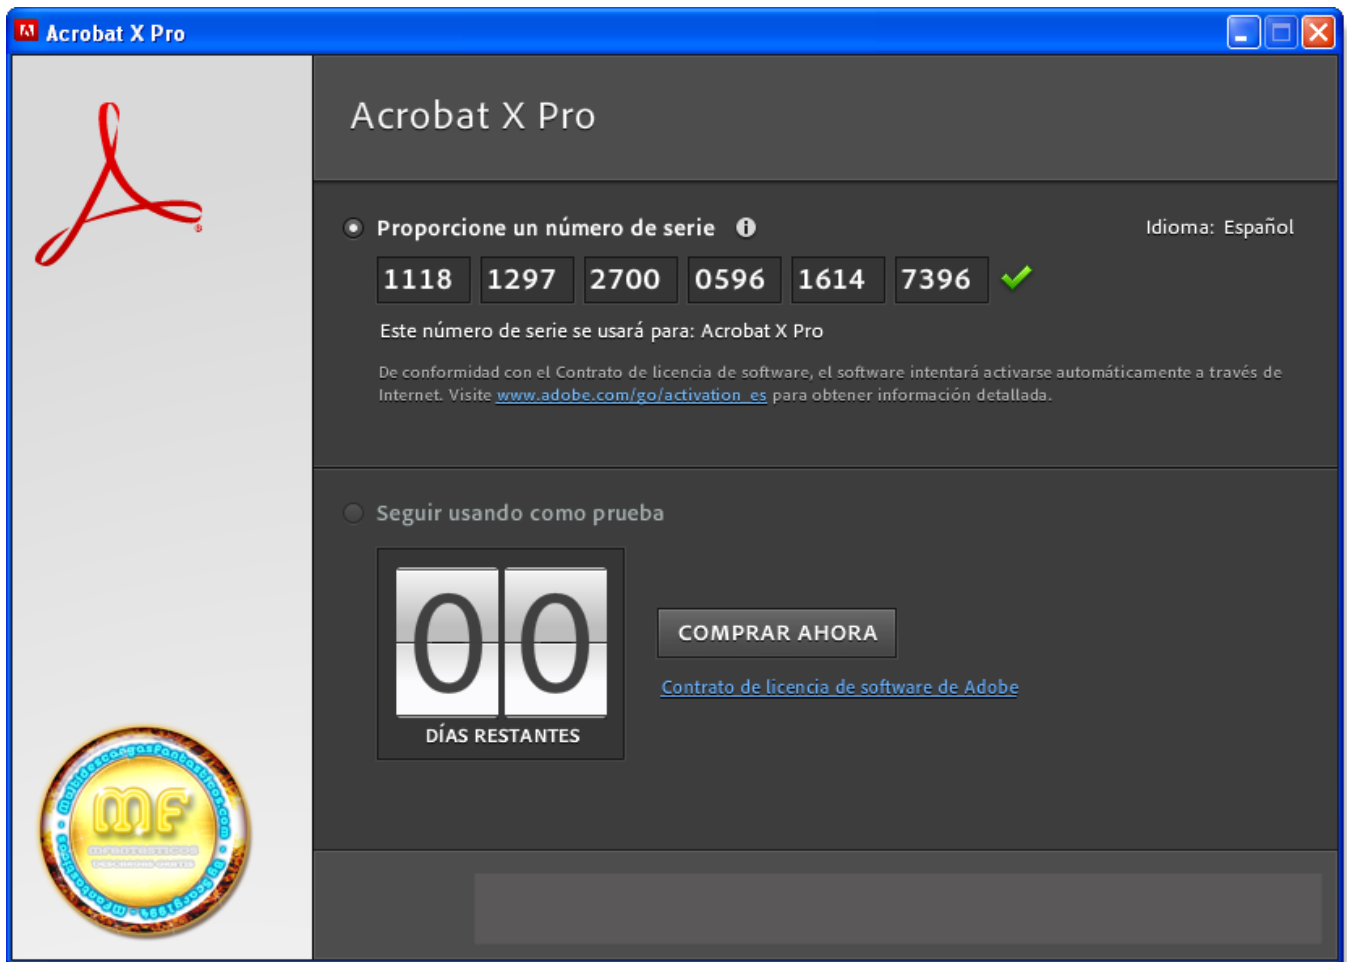 Acrobat X Pro
Acrobat X Pro
Proporcione un número de serie
Idioma: Español
1118 1297 2700 0596 1614 7396
Este número de serie se usará para: Acrobat X Pro
De conformidad con el Contrato de licencia de software, el software intentará activarse automáticamente a través de
Internet. Visite www.adobe.com/go/activation_es para obtener información detallada.
Seguir usando como prueba
00
DÍAS RESTANTES
COMPRAR AHORA
Contrato de licencia de software de Adobe
MF
MFANTASTICOS